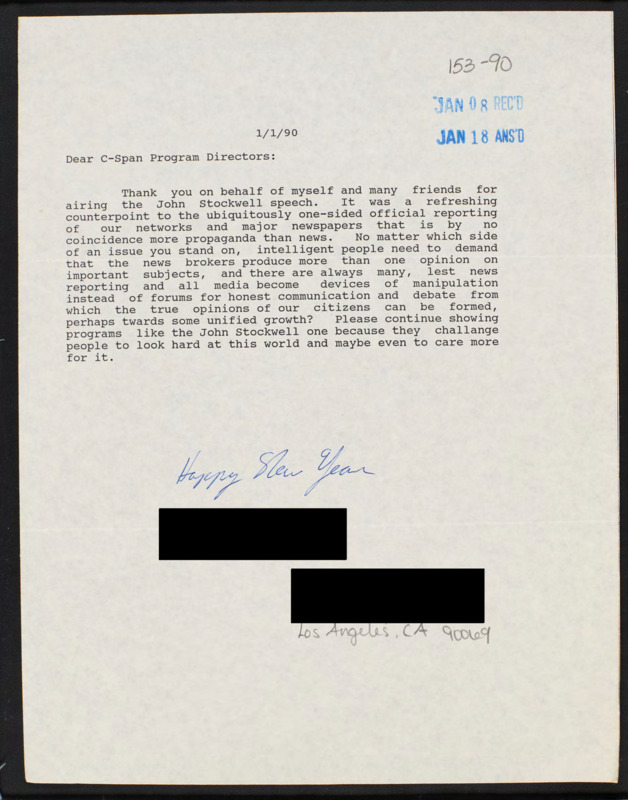 153-90
JAN 08 REC'D
JAN 18 ANS'D
1/1/90
Dear C-Span Program Directors:
Thank you on behalf of myself and many friends for
airing the John Stockwell speech. It was a refreshing
counterpoint to the ubiquitously one-sided official reporting
of our networks and major newspapers that is by no
coincidence more propaganda than news. No matter which side
of an issue you stand on, intelligent people need to demand
that the news brokers produce more than one opinion on
important subjects, and there are always many, lest news
reporting and all media become devices of manipulation
instead of forums for honest communication and debate from
which the true opinions of our citizens can be formed,
perhaps twards some unified growth? Please continue showing
programs like the John Stockwell one because they challange
people to look hard at this world and maybe even to care more
for it.
Happy New Year
Los Angeles, CA 90069